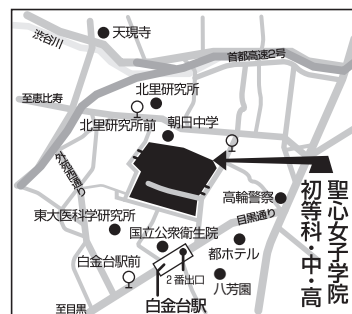 天現寺
渋谷川
首都高速2号
北里研究所
至恵比寿
朝日中学
北里研究所前
外苑西通り
聖心女子学院
初等科・中・高
高輪警察
目黒通り
東大医科学研究所
国立公衆衛生院
都ホテル
白金台駅前
2番出口
八芳園
白金台駅
至目黒